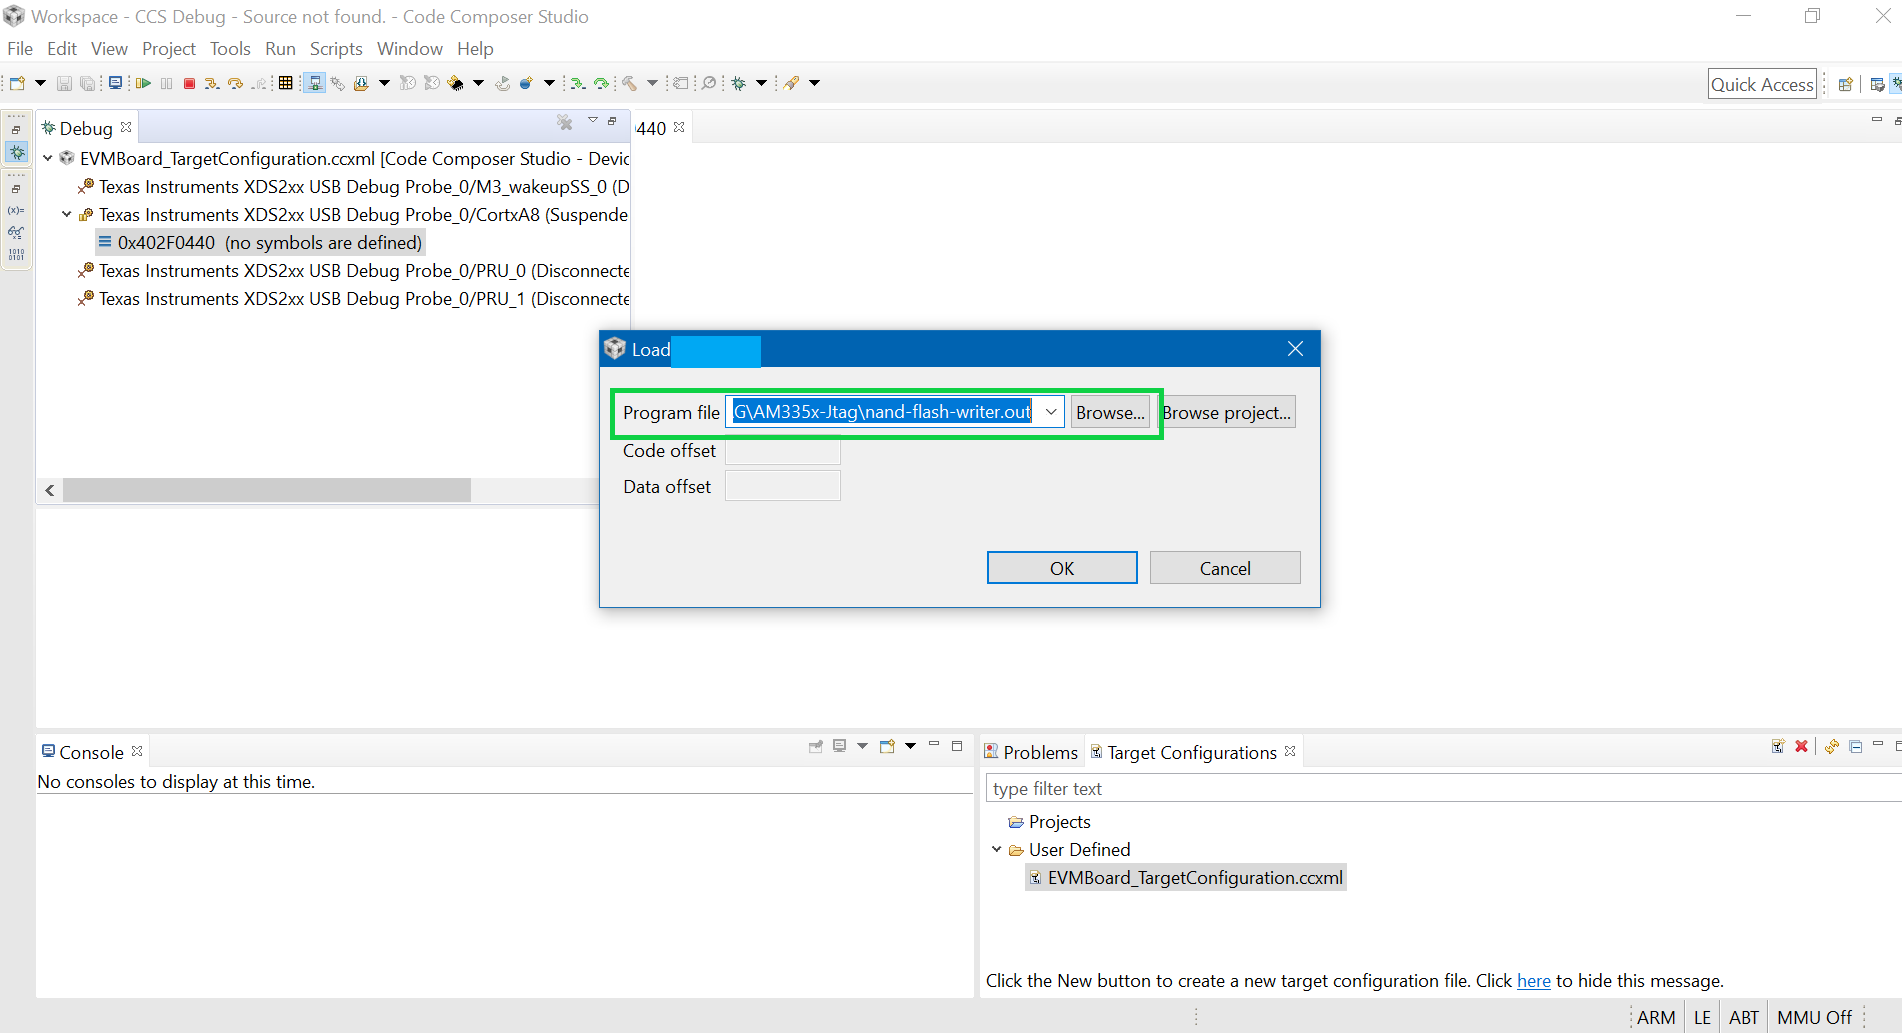 Workspace - CCS Debug - Source not found. - Code Composer Studio
File Edit View Project Tools Run Scripts Window Help
Quick Access
Debug
440
EVMBoard_TargetConfiguration.ccxml [Code Composer Studio - Devic
Texas Instruments XDS2xx USB Debug Probe_0/M3_wakeupSS_0 (D
Texas Instruments XDS2xx USB Debug Probe_0/CortxA8 (Suspende
0x402F0440 (no symbols are defined)
Texas Instruments XDS2xx USB Debug Probe_0/PRU_0 (Disconnecte
Texas Instruments XDS2xx USB Debug Probe_0/PRU_1 (Disconnecte
(x)=
1010
0101
Load
Program file G\AM335x-Jtag\nand-flash-writer.out Browse... Browse project...
Code offset
Data offset
OK Cancel
Console
No consoles to display at this time.
Problems Target Configurations
type filter text
Projects
User Defined
EVMBoard_TargetConfiguration.ccxml
Click the New button to create a new target configuration file. Click here to hide this message.
ARM LE ABT MMU Off